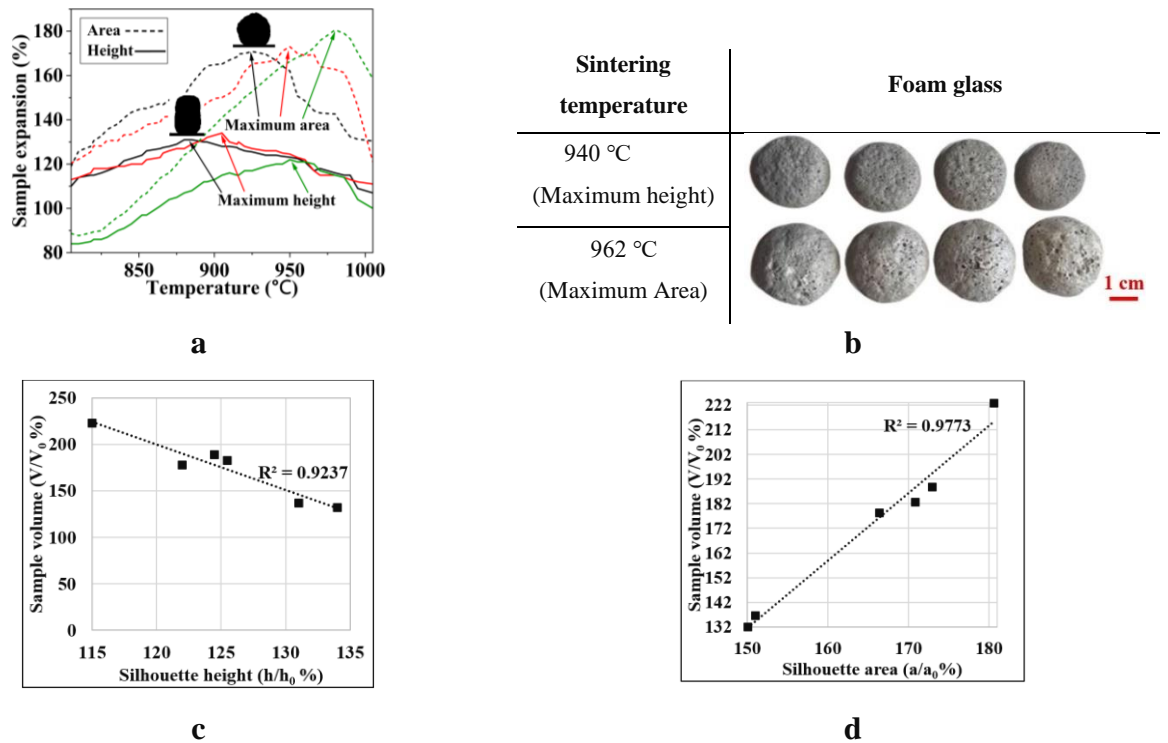 180
160
140
120
100
80
Sample expansion (%)
Area
Height
Maximum area
Maximum height
850
900
950
1000
Temperature (℃)
a
Sintering
temperature
Foam glass
940 ℃
(Maximum height)
962 ℃
(Maximum Area)
1 cm
b
250
200
150
100
50
0
Sample volume (V/V₀ %)
R² = 0.9237
115
120
125
130
135
Silhouette height (h/h₀ %)
c
222
212
202
192
182
172
162
152
142
132
Sample volume (V/V₀ %)
R² = 0.9773
150
160
170
180
Silhouette area (a/a₀%)
d